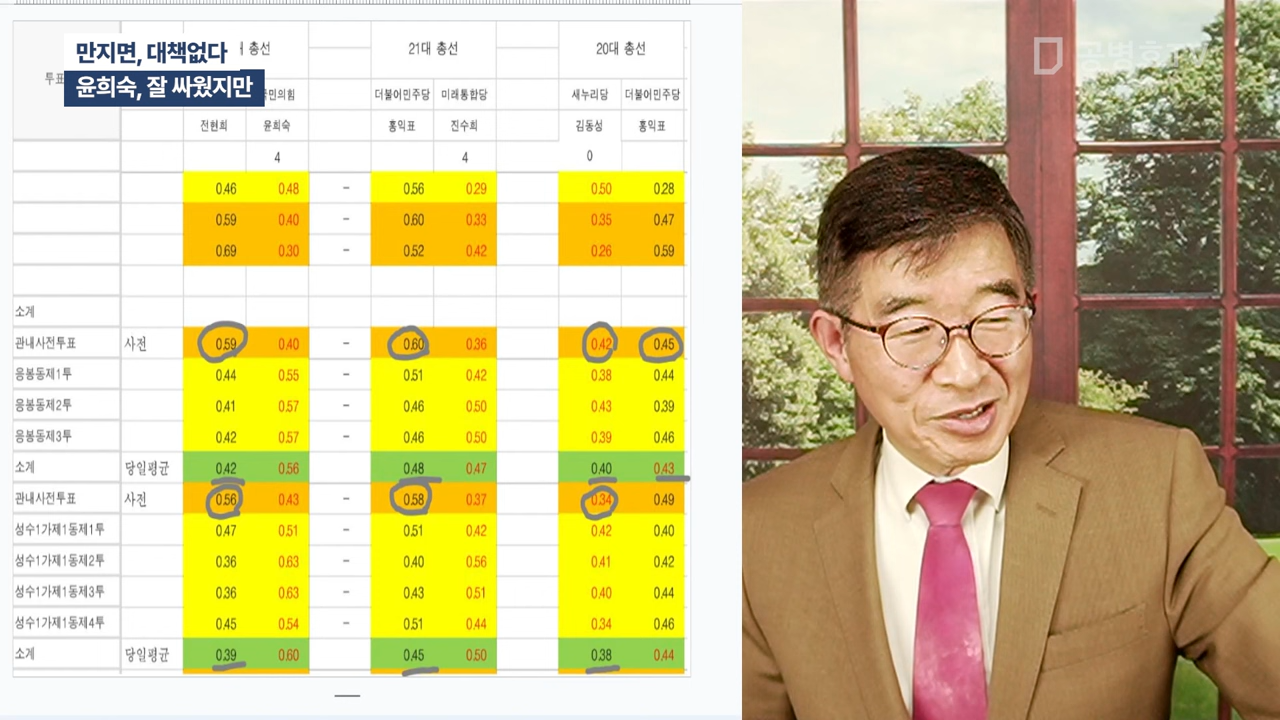 만지면, 대책없다
윤희숙, 잘 싸웠지만
총선 21대 총선 20대 총선
더불어민주당 미래통합당 새누리당 더불어민주당
전현희 윤희숙 홍익표 진수희 김동성 홍익표
4 4 0
0.46 0.48 – 0.56 0.29 0.50 0.28
0.59 0.40 – 0.60 0.33 0.35 0.47
0.69 0.30 – 0.52 0.42 0.26 0.59
소계
관내사전투표 사전 0.59 0.40 – 0.60 0.36 0.42 0.45
응봉동제1투 0.44 0.55 – 0.51 0.42 0.38 0.44
응봉동제2투 0.41 0.57 – 0.46 0.50 0.43 0.39
응봉동제3투 0.42 0.57 – 0.46 0.50 0.39 0.46
소계 당일평균 0.42 0.56 – 0.48 0.47 0.40 0.43
관내사전투표 사전 0.56 0.43 – 0.58 0.37 0.34 0.49
성수1가제1동제1투 0.47 0.51 – 0.51 0.42 0.42 0.40
성수1가제1동제2투 0.36 0.63 – 0.40 0.56 0.41 0.42
성수1가제1동제3투 0.36 0.63 – 0.43 0.51 0.40 0.44
성수1가제1동제4투 0.45 0.54 – 0.51 0.44 0.34 0.46
소계 당일평균 0.39 0.60 – 0.45 0.50 0.38 0.44
공병호TV